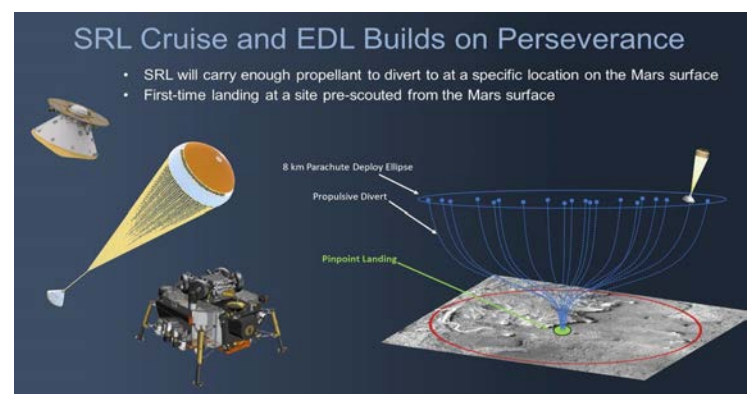 SRL Cruise and EDL Builds on Perseverance
• SRL will carry enough propellant to divert to at a specific location on the Mars surface
• First-time landing at a site pre-scouted from the Mars surface
8 km Parachute Deploy Ellipse
Propulsive Divert
Pinpoint Landing